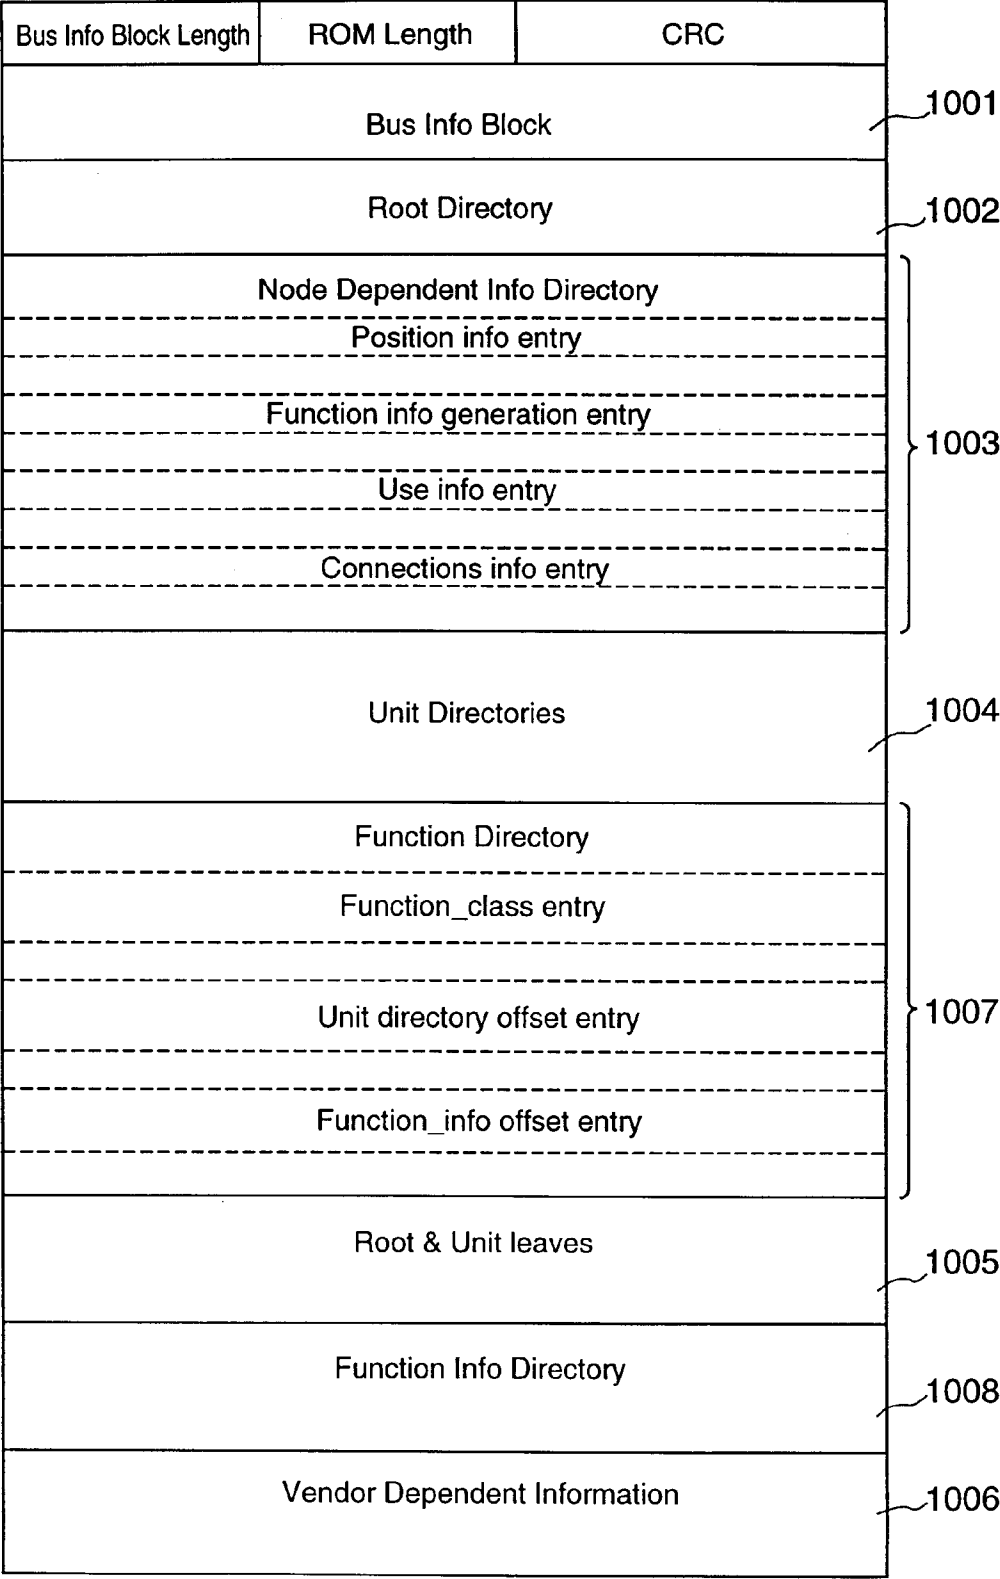 Bus Info Block Length ROM Length CRC
Bus Info Block 1001
Root Directory 1002
Node Dependent Info Directory
Position info entry
Function info generation entry
1003
Use info entry
Connections info entry
Unit Directories 1004
Function Directory
Function_class entry
Unit directory offset entry 1007
Function_info offset entry
Root & Unit leaves 1005
Function Info Directory 1008
Vendor Dependent Information 1006